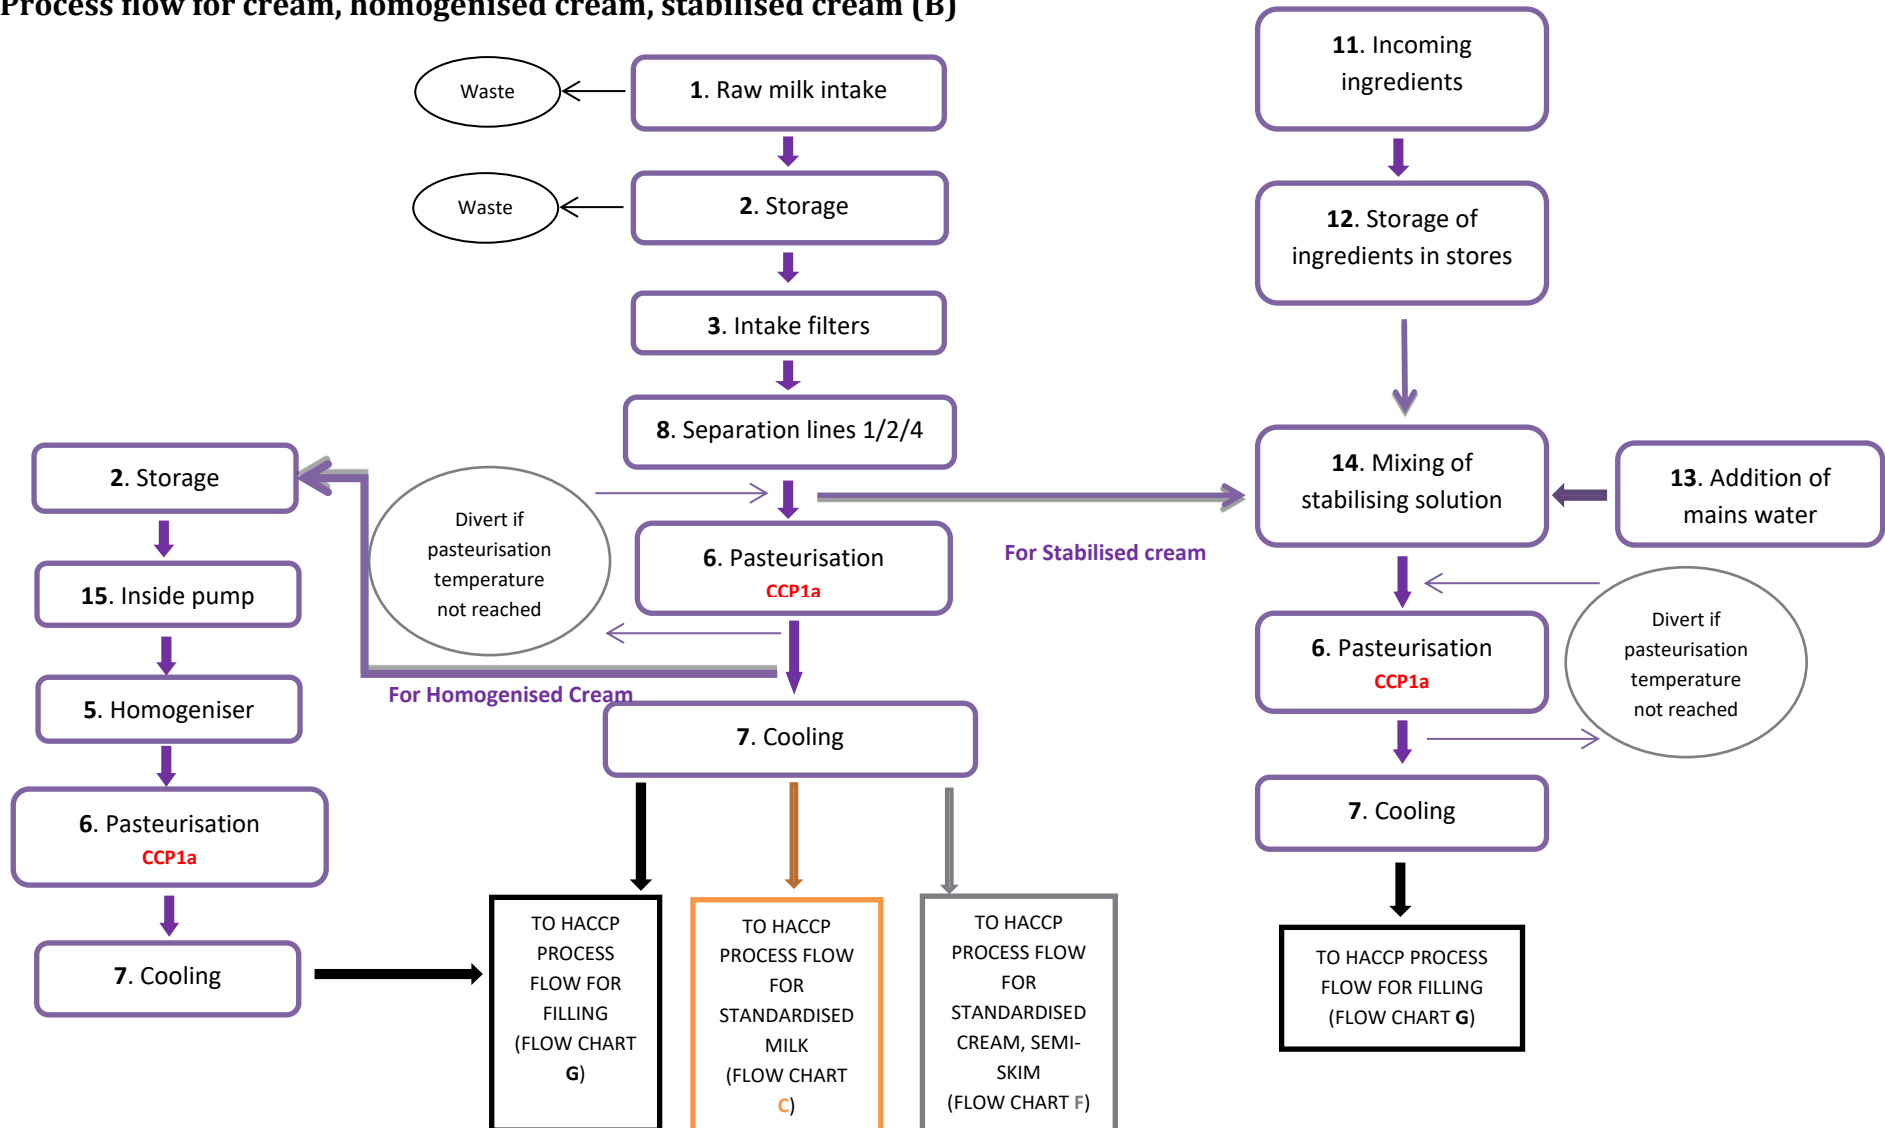 Process flow for cream, homogenised cream, stabilised cream (B)
Waste
1. Raw milk intake
Waste
2. Storage
3. Intake filters
8. Separation lines 1/2/4
Divert if
pasteurisation
temperature
not reached
6. Pasteurisation
CCP1a
For Stabilised cream
For Homogenised Cream
7. Cooling
2. Storage
15. Inside pump
5. Homogeniser
6. Pasteurisation
CCP1a
7. Cooling
TO HACCP
PROCESS
FLOW FOR
FILLING
(FLOW CHART
G)
TO HACCP
PROCESS FLOW
FOR
STANDARDISED
MILK
(FLOW CHART
C)
TO HACCP
PROCESS FLOW
FOR
STANDARDISED
CREAM, SEMI-
SKIM
(FLOW CHART F)
11. Incoming
ingredients
12. Storage of
ingredients in stores
14. Mixing of
stabilising solution
13. Addition of
mains water
6. Pasteurisation
CCP1a
Divert if
pasteurisation
temperature
not reached
7. Cooling
TO HACCP PROCESS
FLOW FOR FILLING
(FLOW CHART G)